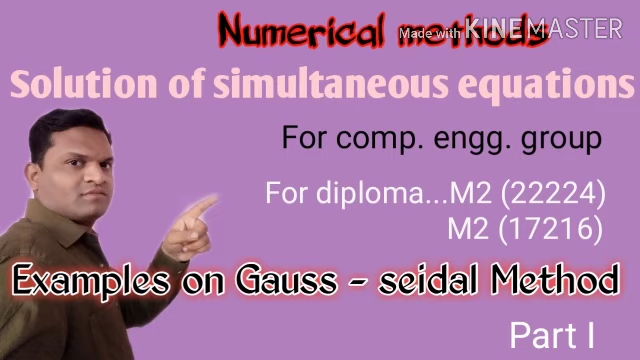 Numerical methods
Made with KINEMASTER
Solution of simultaneous equations
For comp. engg. group
For diploma...M2 (22224)
M2 (17216)
Examples on Gauss - seidal Method
Part I